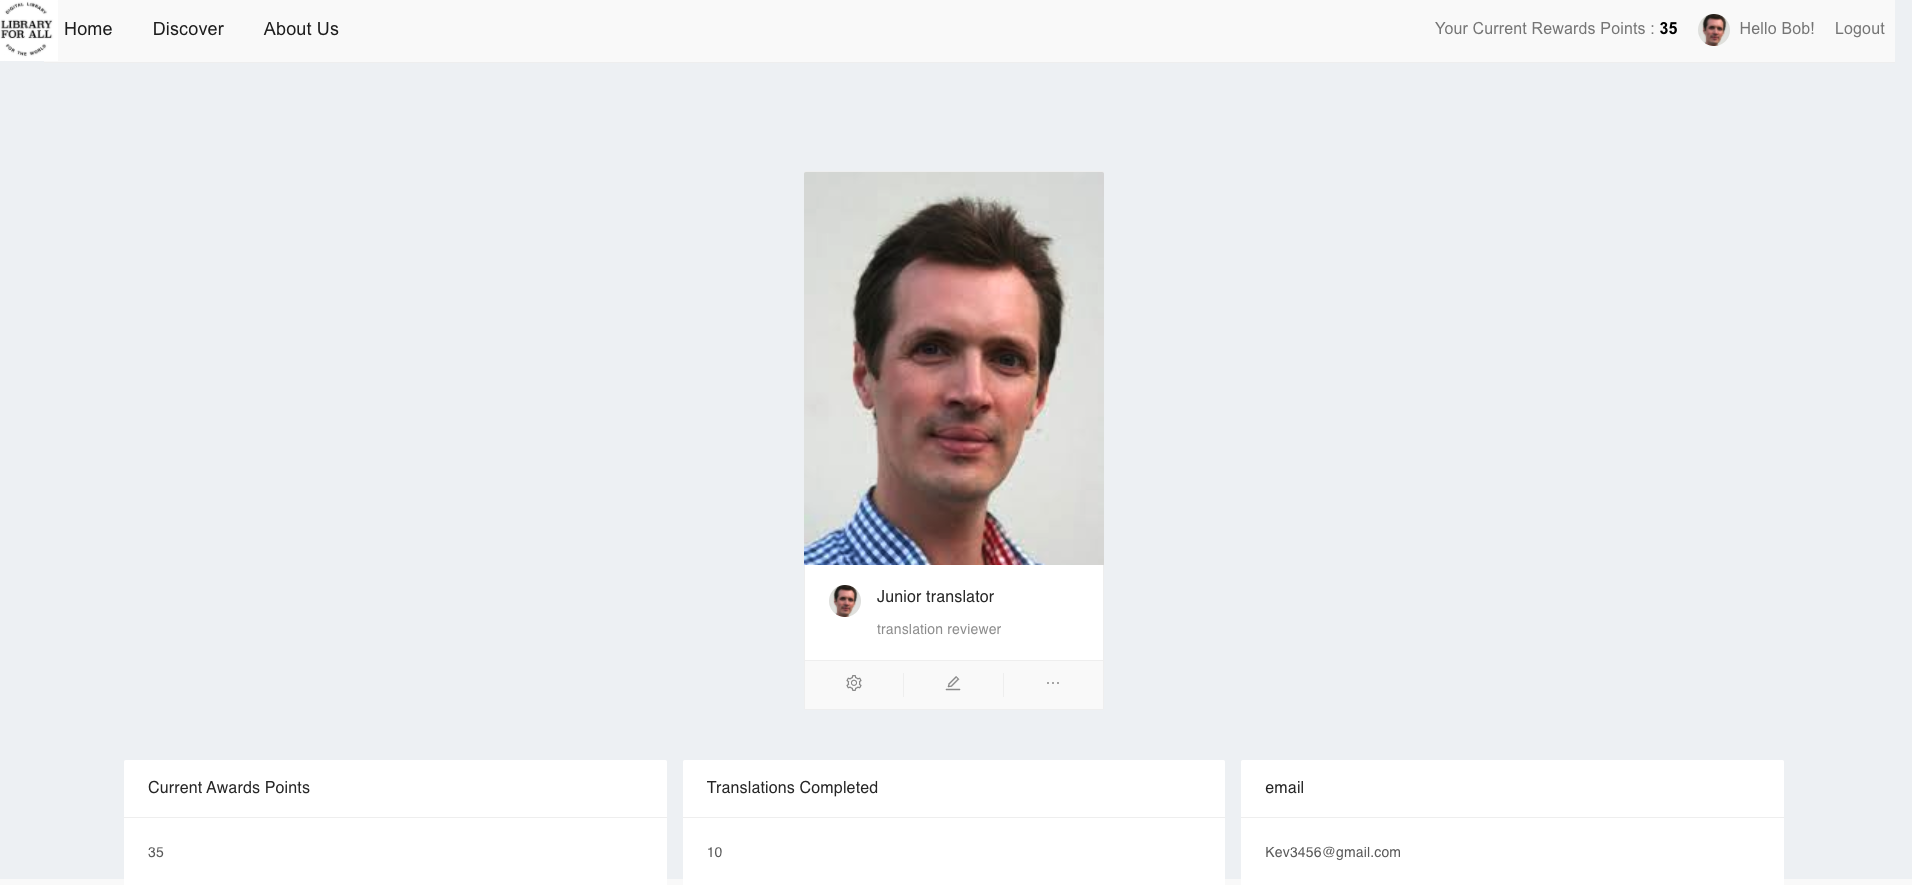 DIGITAL LIBRARY
LIBRARY
FOR ALL
FOR THE WORLD
Home
Discover
About Us
Your Current Rewards Points : 35
Hello Bob!
Logout
Junior translator
translation reviewer
Current Awards Points
35
Translations Completed
10
email
Kev3456@gmail.com